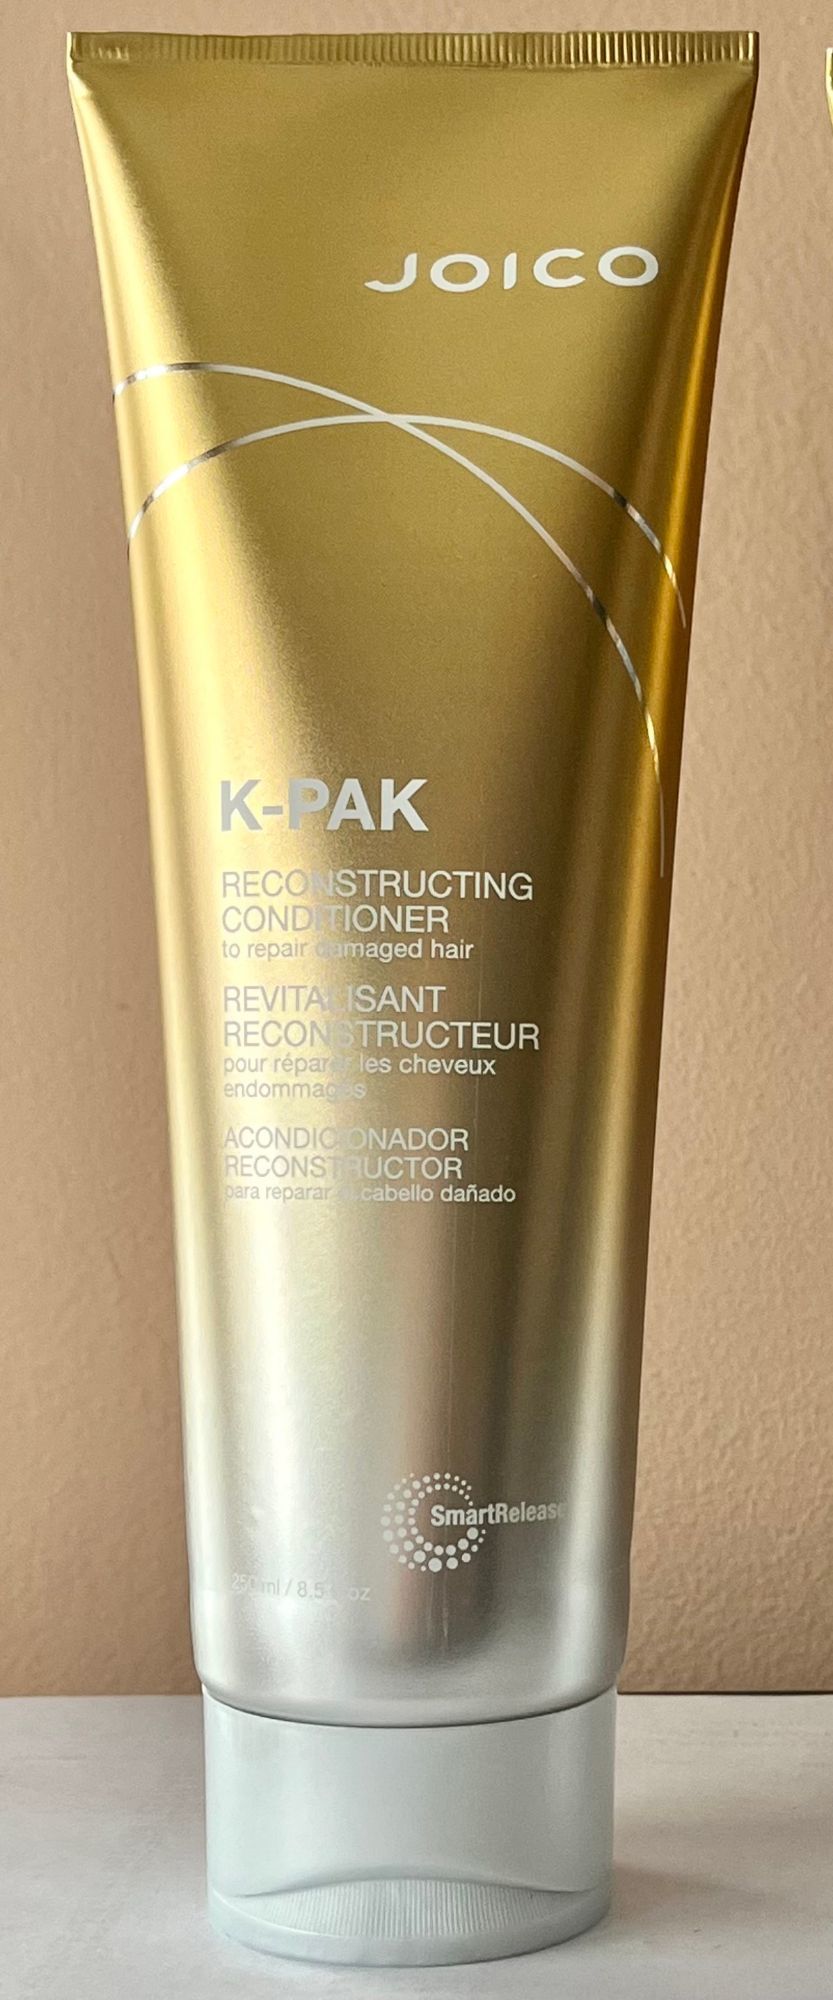 JOICO
K-PAK
RECONSTRUCTING
CONDITIONER
to repair damaged hair
REVITALISANT
RECONSTRUCTEUR
pour réparer les cheveux
endommagés
ACONDICIONADOR
RECONSTRUCTOR
para reparar el cabello dañado
SmartRelease
250 ml / 8.5 oz